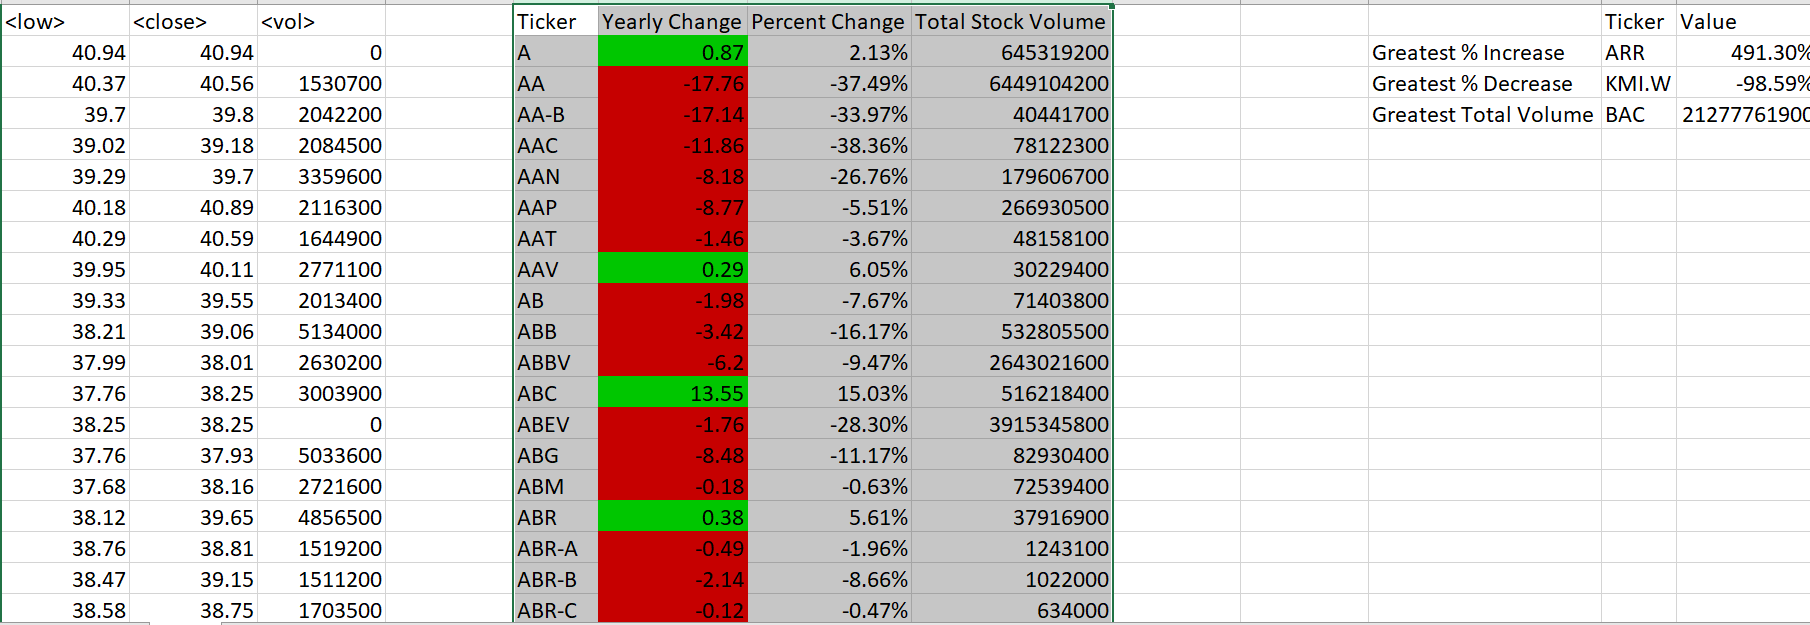 <low> <close> <vol> Ticker Yearly Change Percent Change Total Stock Volume Ticker Value
40.94 40.94 0 A 0.87 2.13% 645319200 Greatest % Increase ARR 491.30%
40.37 40.56 1530700 AA -17.76 -37.49% 6449104200 Greatest % Decrease KMI.W -98.59%
39.7 39.8 2042200 AA-B -17.14 -33.97% 40441700 Greatest Total Volume BAC 21277761900
39.02 39.18 2084500 AAC -11.86 -38.36% 78122300
39.29 39.7 3359600 AAN -8.18 -26.76% 179606700
40.18 40.89 2116300 AAP -8.77 -5.51% 266930500
40.29 40.59 1644900 AAT -1.46 -3.67% 48158100
39.95 40.11 2771100 AAV 0.29 6.05% 30229400
39.33 39.55 2013400 AB -1.98 -7.67% 71403800
38.21 39.06 5134000 ABB -3.42 -16.17% 532805500
37.99 38.01 2630200 ABBV -6.2 -9.47% 2643021600
37.76 38.25 3003900 ABC 13.55 15.03% 516218400
38.25 38.25 0 ABEV -1.76 -28.30% 3915345800
37.76 37.93 5033600 ABG -8.48 -11.17% 82930400
37.68 38.16 2721600 ABM -0.18 -0.63% 72539400
38.12 39.65 4856500 ABR 0.38 5.61% 37916900
38.76 38.81 1519200 ABR-A -0.49 -1.96% 1243100
38.47 39.15 1511200 ABR-B -2.14 -8.66% 1022000
38.58 38.75 1703500 ABR-C -0.12 -0.47% 634000